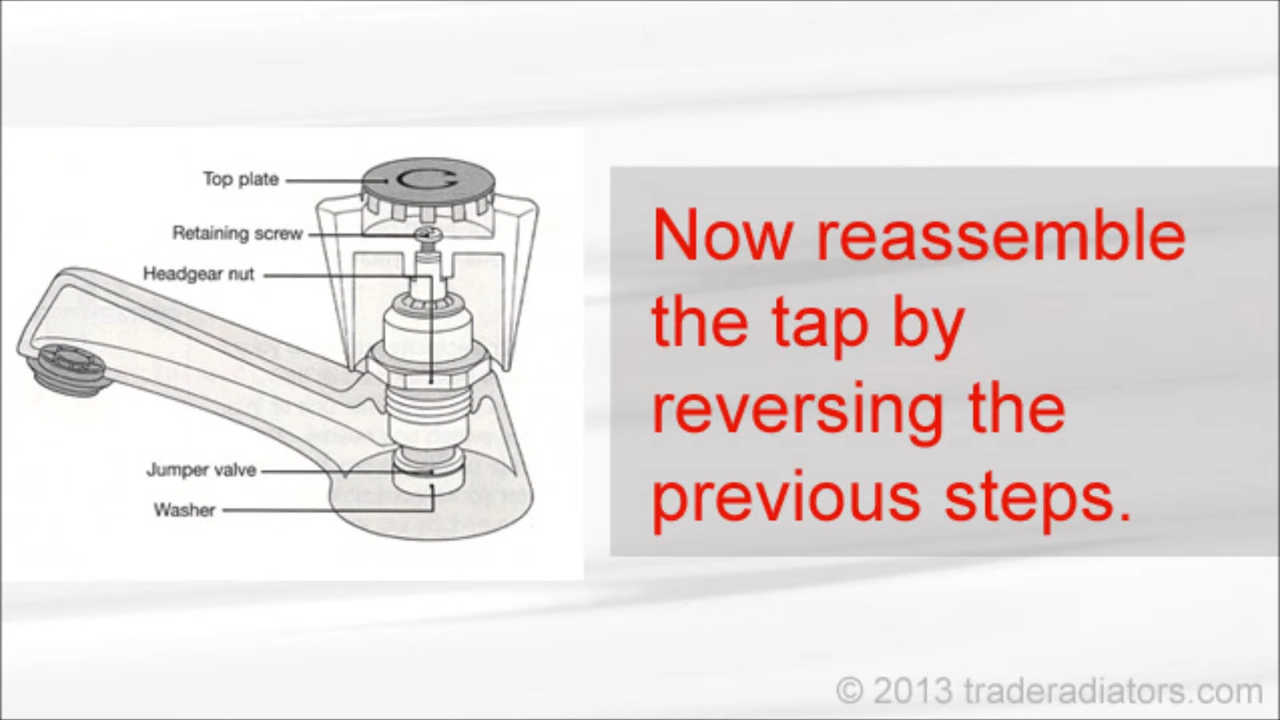 Top plate
Retaining screw
Headgear nut
Jumper valve
Washer
Now reassemble
the tap by
reversing the
previous steps.
© 2013 traderadiators.com